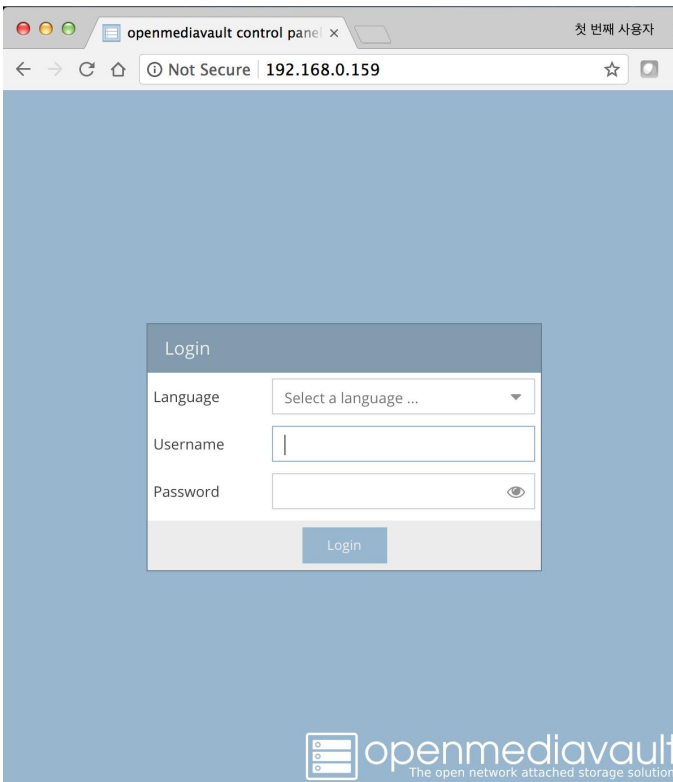 openmediavault control panel
첫 번째 사용자
Not Secure 192.168.0.159
Login
Language Select a language ...
Username
Password
Login
openmediavault
The open network attached storage solution